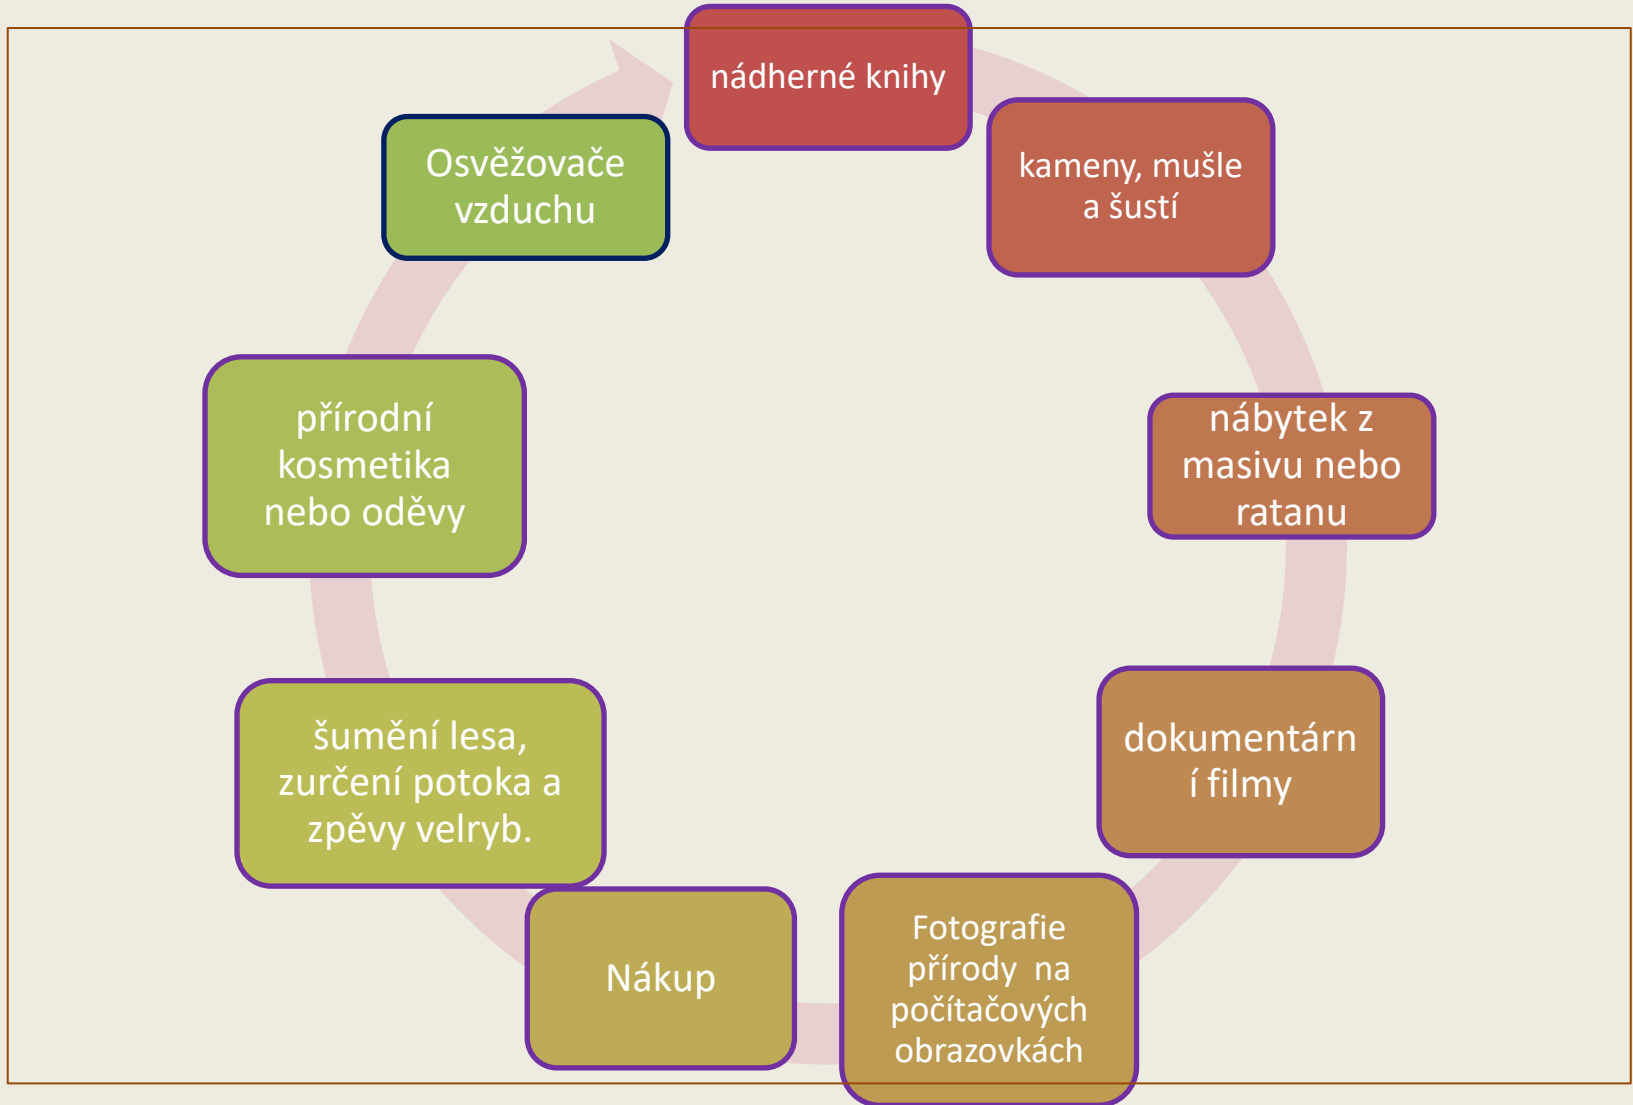 nádherné knihy
kameny, mušle
a šustí
nábytek z
masivu nebo
ratanu
dokumentárn
í filmy
Fotografie
přírody  na
počítačových
obrazovkách
Nákup
šumění lesa,
zurčení potoka a
zpěvy velryb.
přírodní
kosmetika
nebo oděvy
Osvěžovače
vzduchu